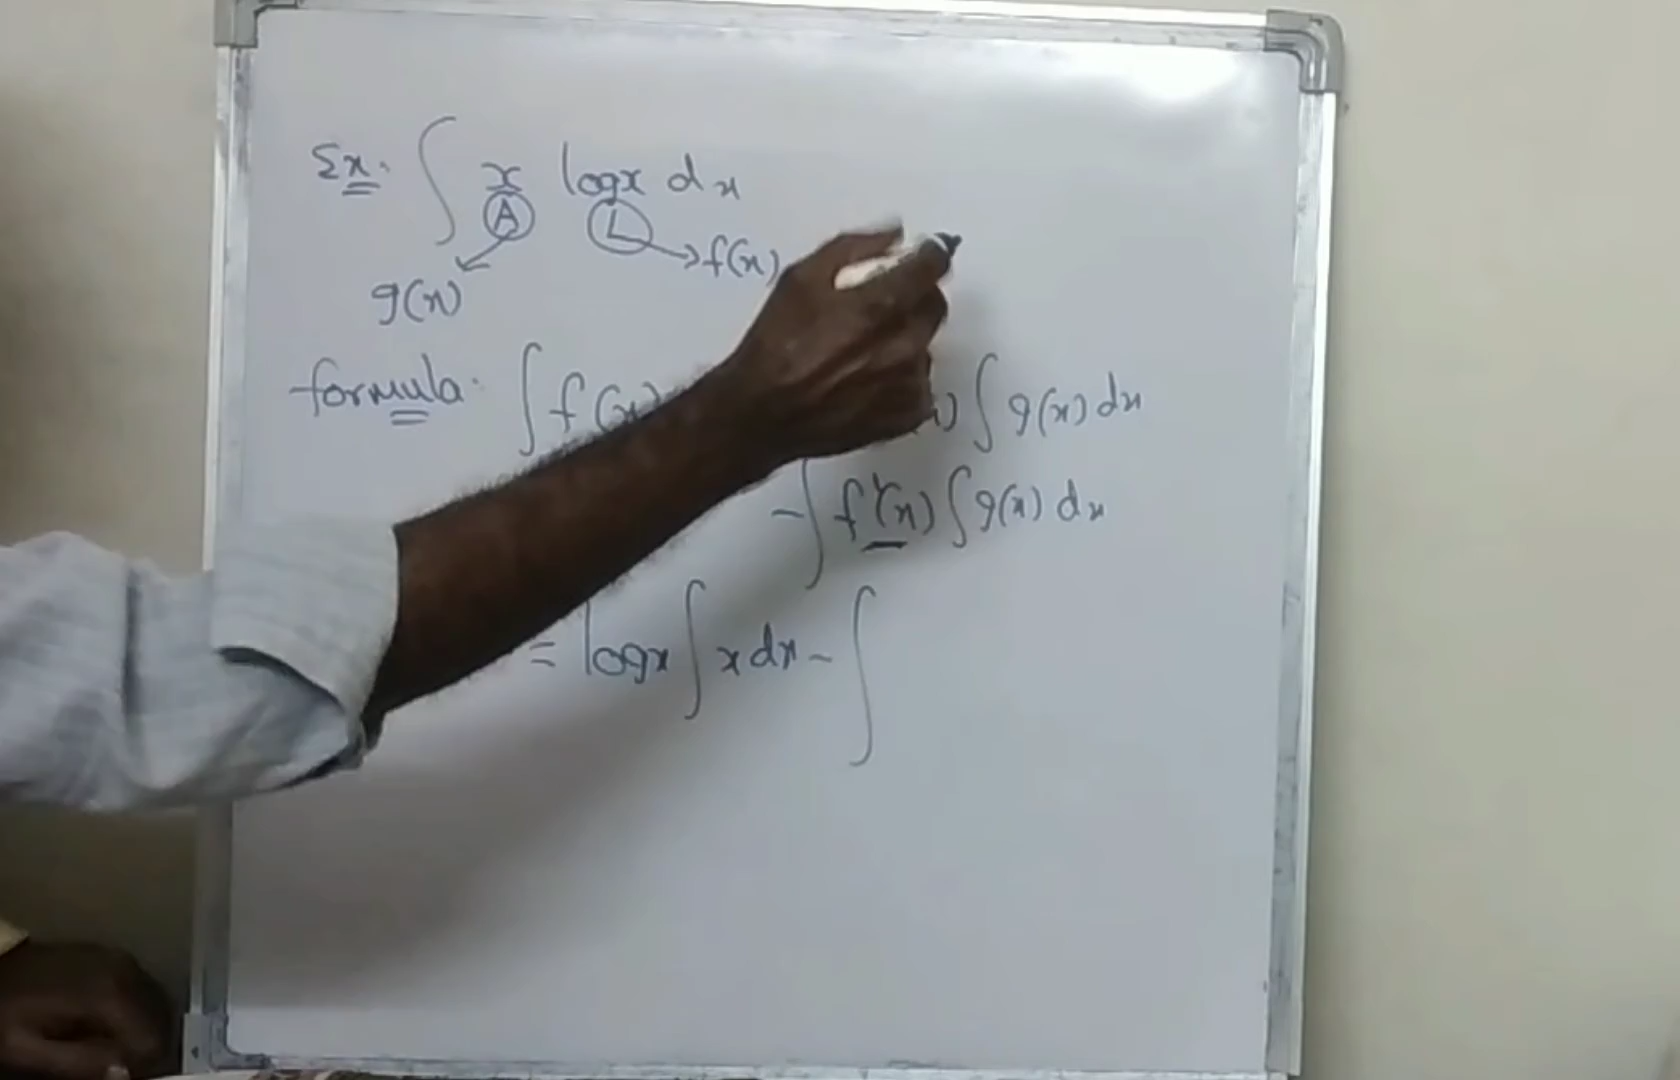 Ex. ∫ x logx dx
A L
g(x) →f(x)
formula. ∫ f(x) ∫ g(x) dx
- ∫ f'(x) ∫ g(x) dx
= logx ∫ x dx - ∫